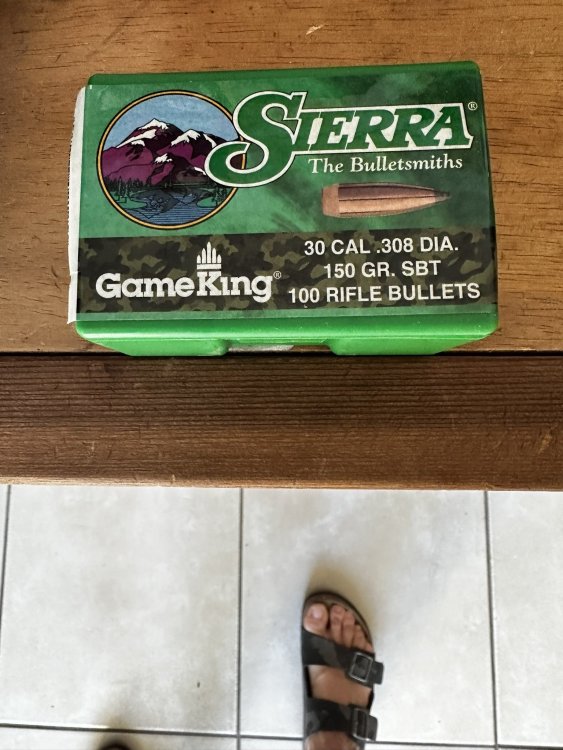 SIERRA®
The Bulletsmiths
GameKing®
30 CAL .308 DIA.
150 GR. SBT
100 RIFLE BULLETS